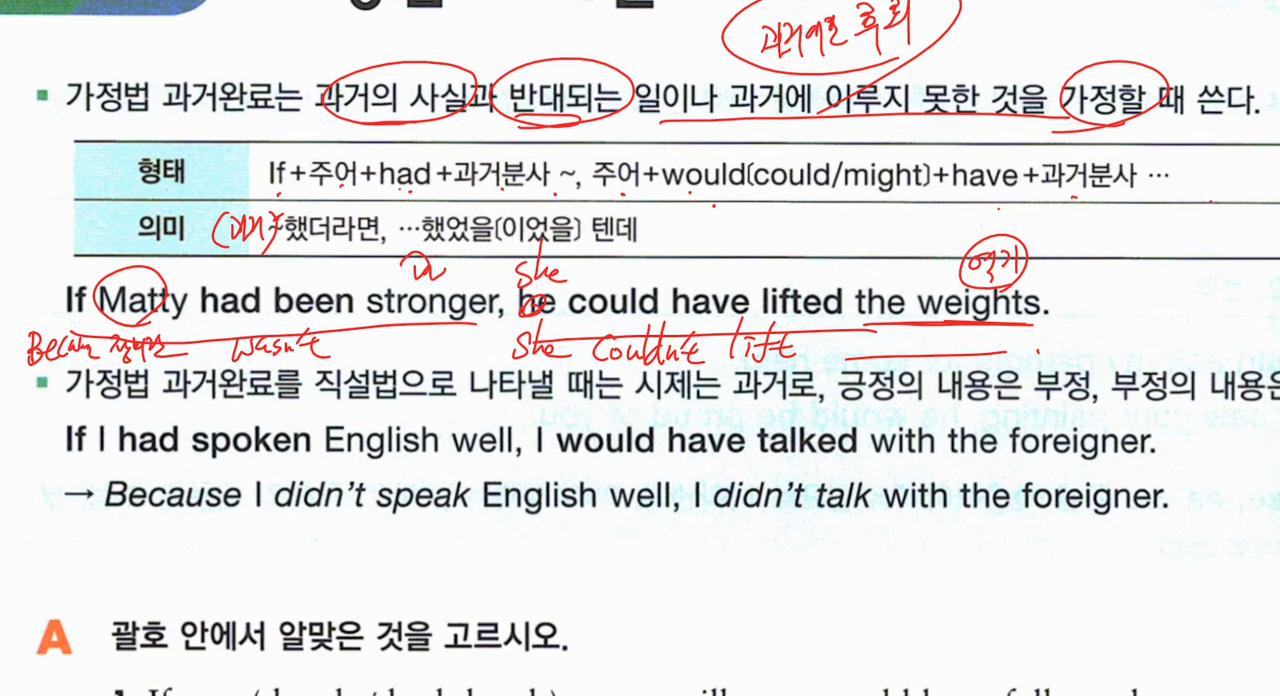 과거에 대한 후회
가정법 과거완료는 과거의 사실과 반대되는 일이나 과거에 이루지 못한 것을 가정할 때 쓴다.
형태 If+주어+had+과거분사 ~, 주어+would(could/might)+have+과거분사 …
의미 (과거) ~했더라면, …했었을(이었을) 텐데
She 역기
If Matty had been stronger, he could have lifted the weights.
wasn't She couldn't lift
가정법 과거완료를 직설법으로 나타낼 때는 시제는 과거로, 긍정의 내용은 부정, 부정의 내용은
If I had spoken English well, I would have talked with the foreigner.
→ Because I didn't speak English well, I didn't talk with the foreigner.
A 괄호 안에서 알맞은 것을 고르시오.